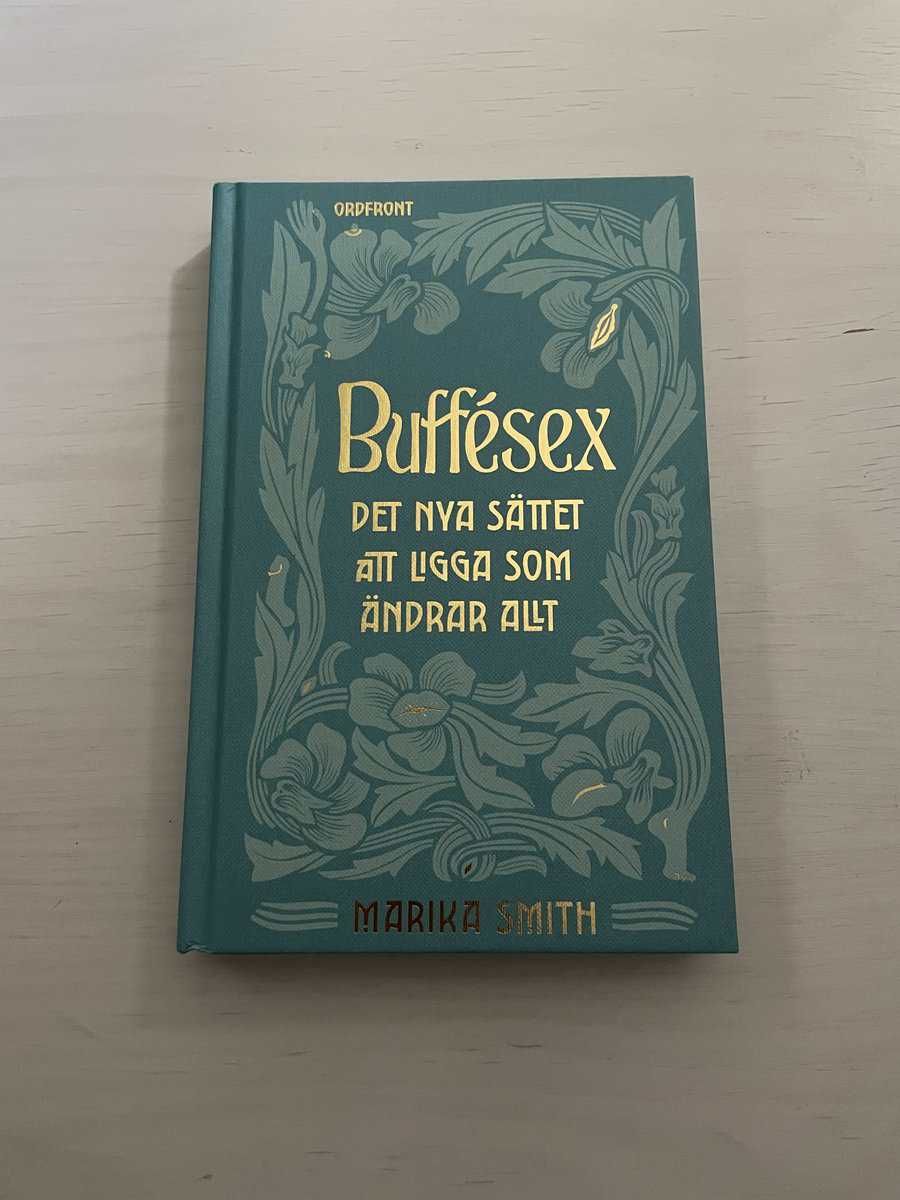 ORDFRONT
Buffésex
DET NYA SÄTTET
ATT LIGGA SOM
ÄNDRAR ALLT
MARIKA SMITH